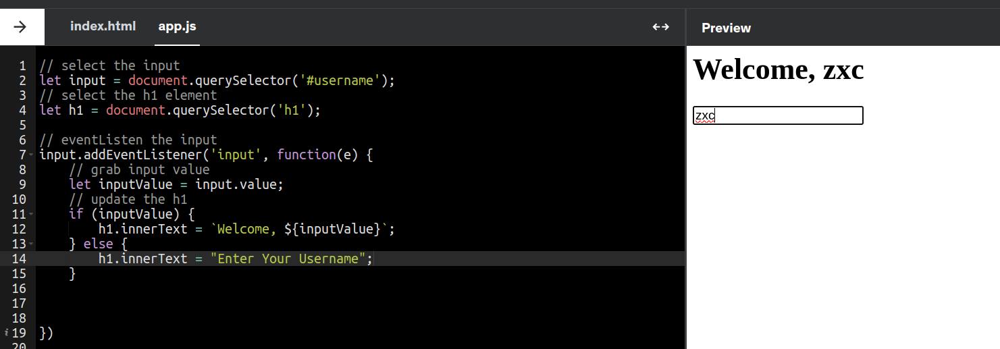 → index.html app.js ↔ Preview
1 // select the input
2 let input = document.querySelector('#username');
3 // select the h1 element
4 let h1 = document.querySelector('h1');
5
6 // eventListen the input
7 input.addEventListener('input', function(e) {
8 // grab input value
9 let inputValue = input.value;
10 // update the h1
11 if (inputValue) {
12 h1.innerText = `Welcome, ${inputValue}`;
13 } else {
14 h1.innerText = "Enter Your Username";
15 }
16
17
18
i 19 })
20
Welcome, zxc
zxc